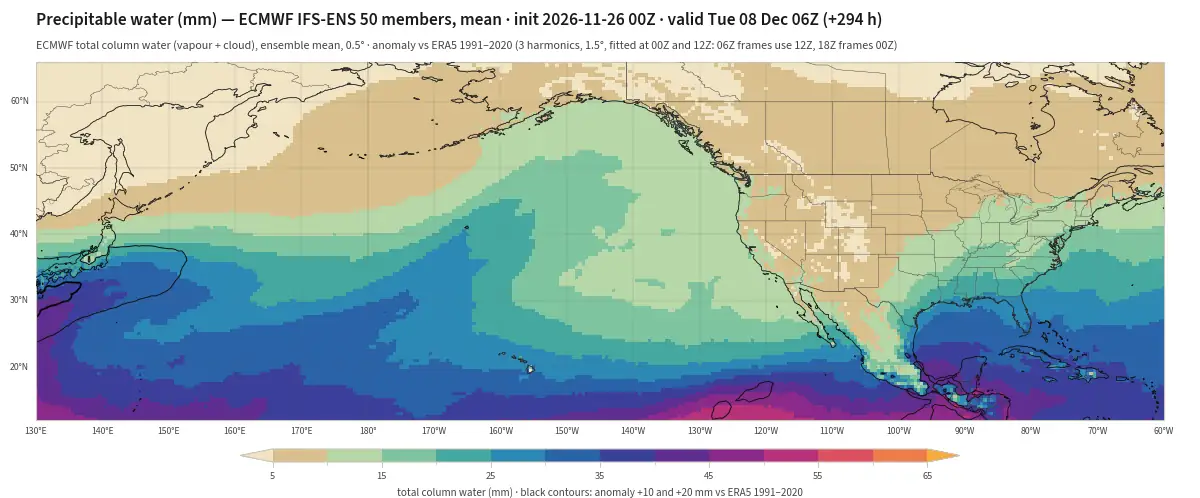 Precipitable water (mm) — ECMWF IFS-ENS 50 members, mean · init 2026-11-26 00Z · valid Tue 08 Dec 06Z (+294 h)
ECMWF total column water (vapour + cloud), ensemble mean, 0.5° · anomaly vs ERA5 1991–2020 (3 harmonics, 1.5°, fitted at 00Z and 12Z: 06Z frames use 12Z, 18Z frames 00Z)
60°N
50°N
40°N
30°N
20°N
130°E 140°E 150°E 160°E 170°E 180° 170°W 160°W 150°W 140°W 130°W 120°W 110°W 100°W 90°W 80°W 70°W 60°W
5 15 25 35 45 55 65
total column water (mm) · black contours: anomaly +10 and +20 mm vs ERA5 1991–2020